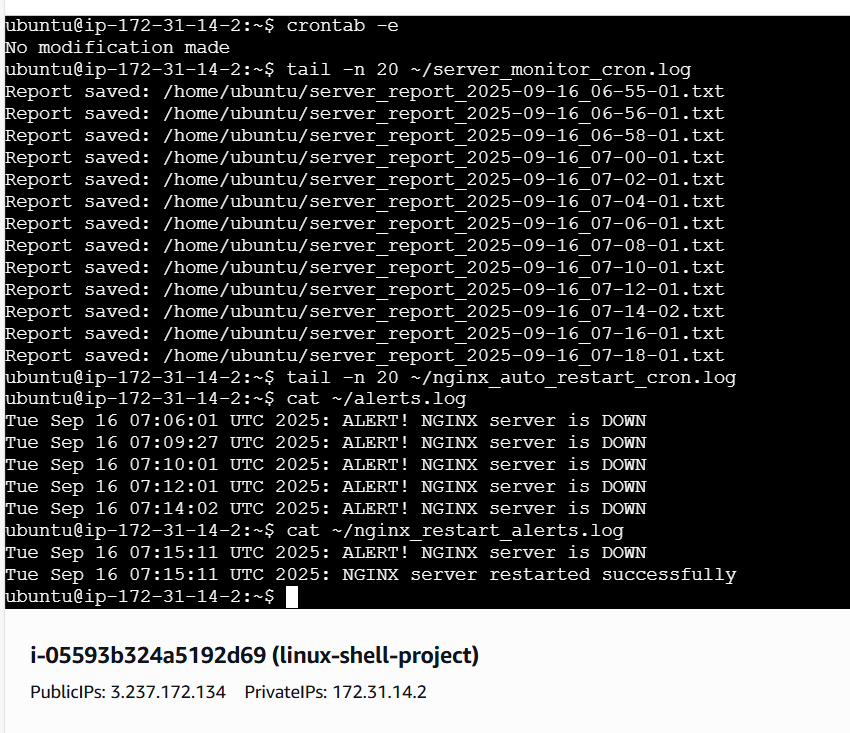 ubuntu@ip-172-31-14-2:~$ crontab -e
No modification made
ubuntu@ip-172-31-14-2:~$ tail -n 20 ~/server_monitor_cron.log
Report saved: /home/ubuntu/server_report_2025-09-16_06-55-01.txt
Report saved: /home/ubuntu/server_report_2025-09-16_06-56-01.txt
Report saved: /home/ubuntu/server_report_2025-09-16_06-58-01.txt
Report saved: /home/ubuntu/server_report_2025-09-16_07-00-01.txt
Report saved: /home/ubuntu/server_report_2025-09-16_07-02-01.txt
Report saved: /home/ubuntu/server_report_2025-09-16_07-04-01.txt
Report saved: /home/ubuntu/server_report_2025-09-16_07-06-01.txt
Report saved: /home/ubuntu/server_report_2025-09-16_07-08-01.txt
Report saved: /home/ubuntu/server_report_2025-09-16_07-10-01.txt
Report saved: /home/ubuntu/server_report_2025-09-16_07-12-01.txt
Report saved: /home/ubuntu/server_report_2025-09-16_07-14-02.txt
Report saved: /home/ubuntu/server_report_2025-09-16_07-16-01.txt
Report saved: /home/ubuntu/server_report_2025-09-16_07-18-01.txt
ubuntu@ip-172-31-14-2:~$ tail -n 20 ~/nginx_auto_restart_cron.log
ubuntu@ip-172-31-14-2:~$ cat ~/alerts.log
Tue Sep 16 07:06:01 UTC 2025: ALERT! NGINX server is DOWN
Tue Sep 16 07:09:27 UTC 2025: ALERT! NGINX server is DOWN
Tue Sep 16 07:10:01 UTC 2025: ALERT! NGINX server is DOWN
Tue Sep 16 07:12:01 UTC 2025: ALERT! NGINX server is DOWN
Tue Sep 16 07:14:02 UTC 2025: ALERT! NGINX server is DOWN
ubuntu@ip-172-31-14-2:~$ cat ~/nginx_restart_alerts.log
Tue Sep 16 07:15:11 UTC 2025: ALERT! NGINX server is DOWN
Tue Sep 16 07:15:11 UTC 2025: NGINX server restarted successfully
ubuntu@ip-172-31-14-2:~$
i-05593b324a5192d69 (linux-shell-project)
PublicIPs: 3.237.172.134 PrivateIPs: 172.31.14.2